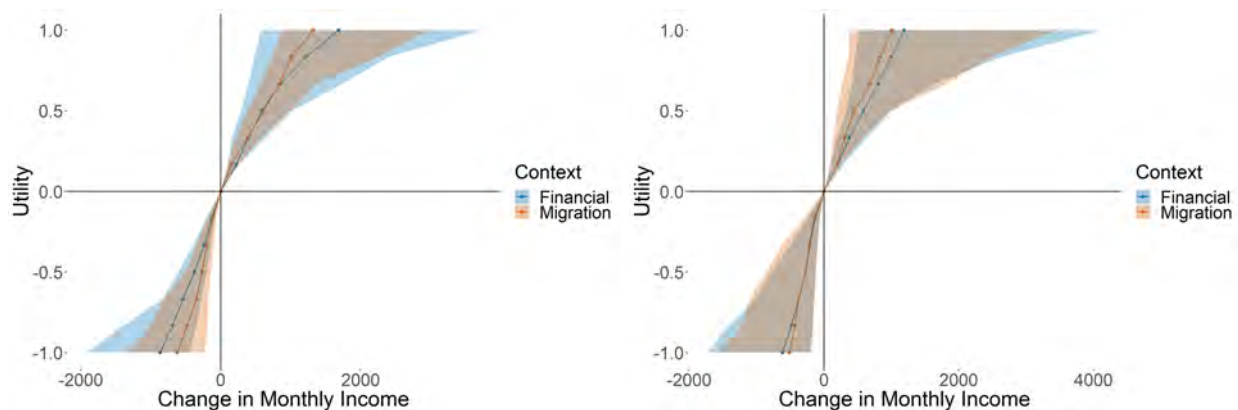 1.0
0.5
0.0
-0.5
-1.0
Utility
-2000
0
2000
Change in Monthly Income
Context
Financial
Migration
1.0
0.5
0.0
-0.5
-1.0
Utility
-2000
0
2000
4000
Change in Monthly Income
Context
Financial
Migration